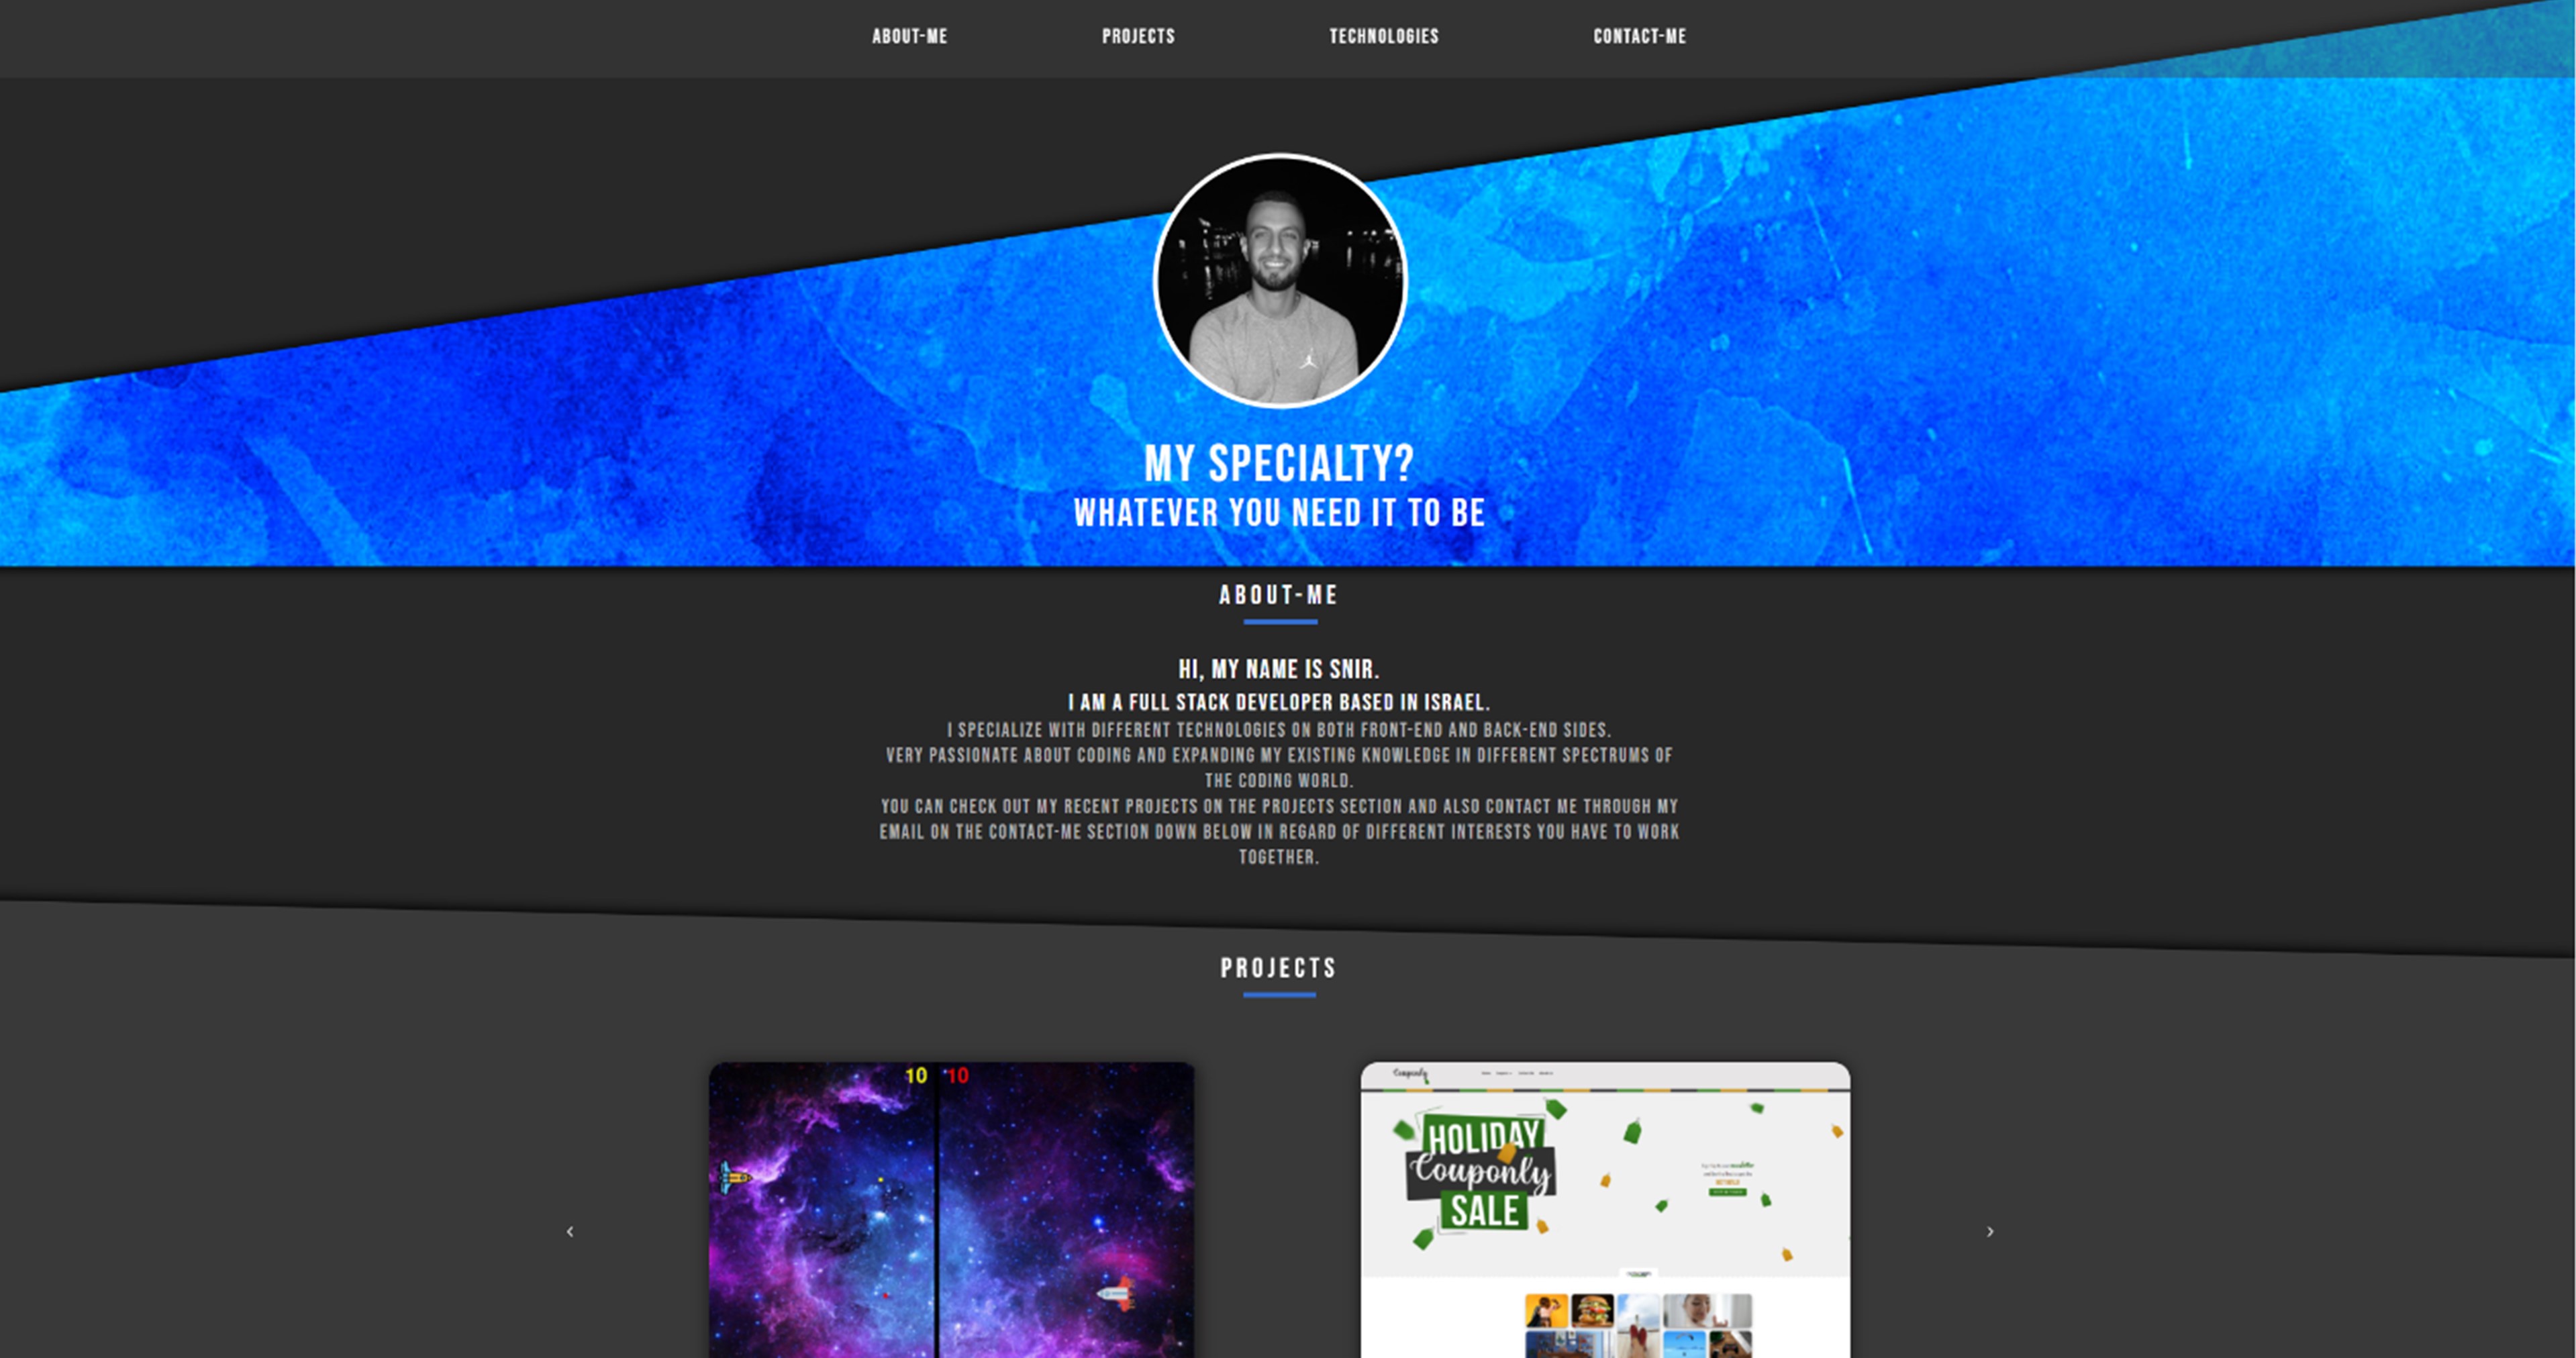 ABOUT-ME PROJECTS TECHNOLOGIES CONTACT-ME
MY SPECIALTY?
WHATEVER YOU NEED IT TO BE
ABOUT-ME
HI, MY NAME IS SNIR.
I AM A FULL STACK DEVELOPER BASED IN ISRAEL.
I SPECIALIZE WITH DIFFERENT TECHNOLOGIES ON BOTH FRONT-END AND BACK-END SIDES.
VERY PASSIONATE ABOUT CODING AND EXPANDING MY EXISTING KNOWLEDGE IN DIFFERENT SPECTRUMS OF
THE CODING WORLD.
YOU CAN CHECK OUT MY RECENT PROJECTS ON THE PROJECTS SECTION AND ALSO CONTACT ME THROUGH MY
EMAIL ON THE CONTACT-ME SECTION DOWN BELOW IN REGARD OF DIFFERENT INTERESTS YOU HAVE TO WORK
TOGETHER.
PROJECTS
10 10
Couponly
HOLIDAY
Couponly
SALE